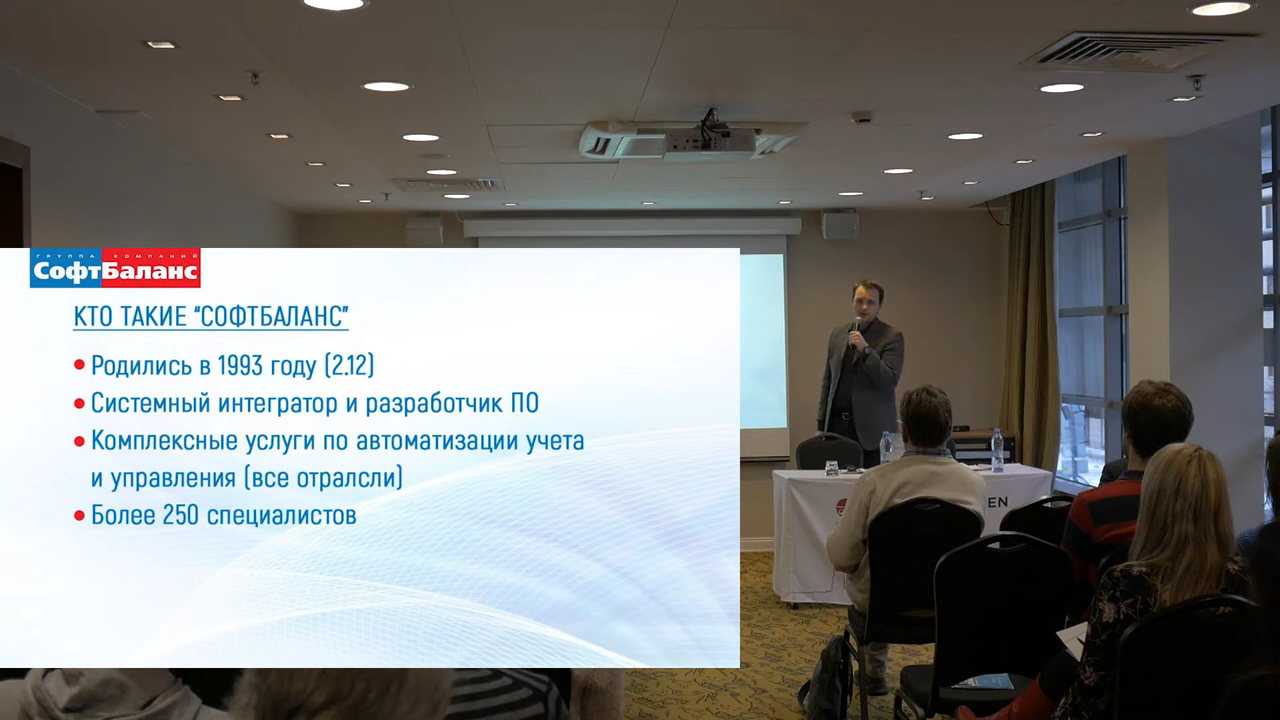 ГРУППА КОМПАНИЙ
СофтБаланс
КТО ТАКИЕ "СОФТБАЛАНС"
Родились в 1993 году (2.12)
Системный интегратор и разработчик ПО
Комплексные услуги по автоматизации учета
и управления (все отралсли)
Более 250 специалистов
EN